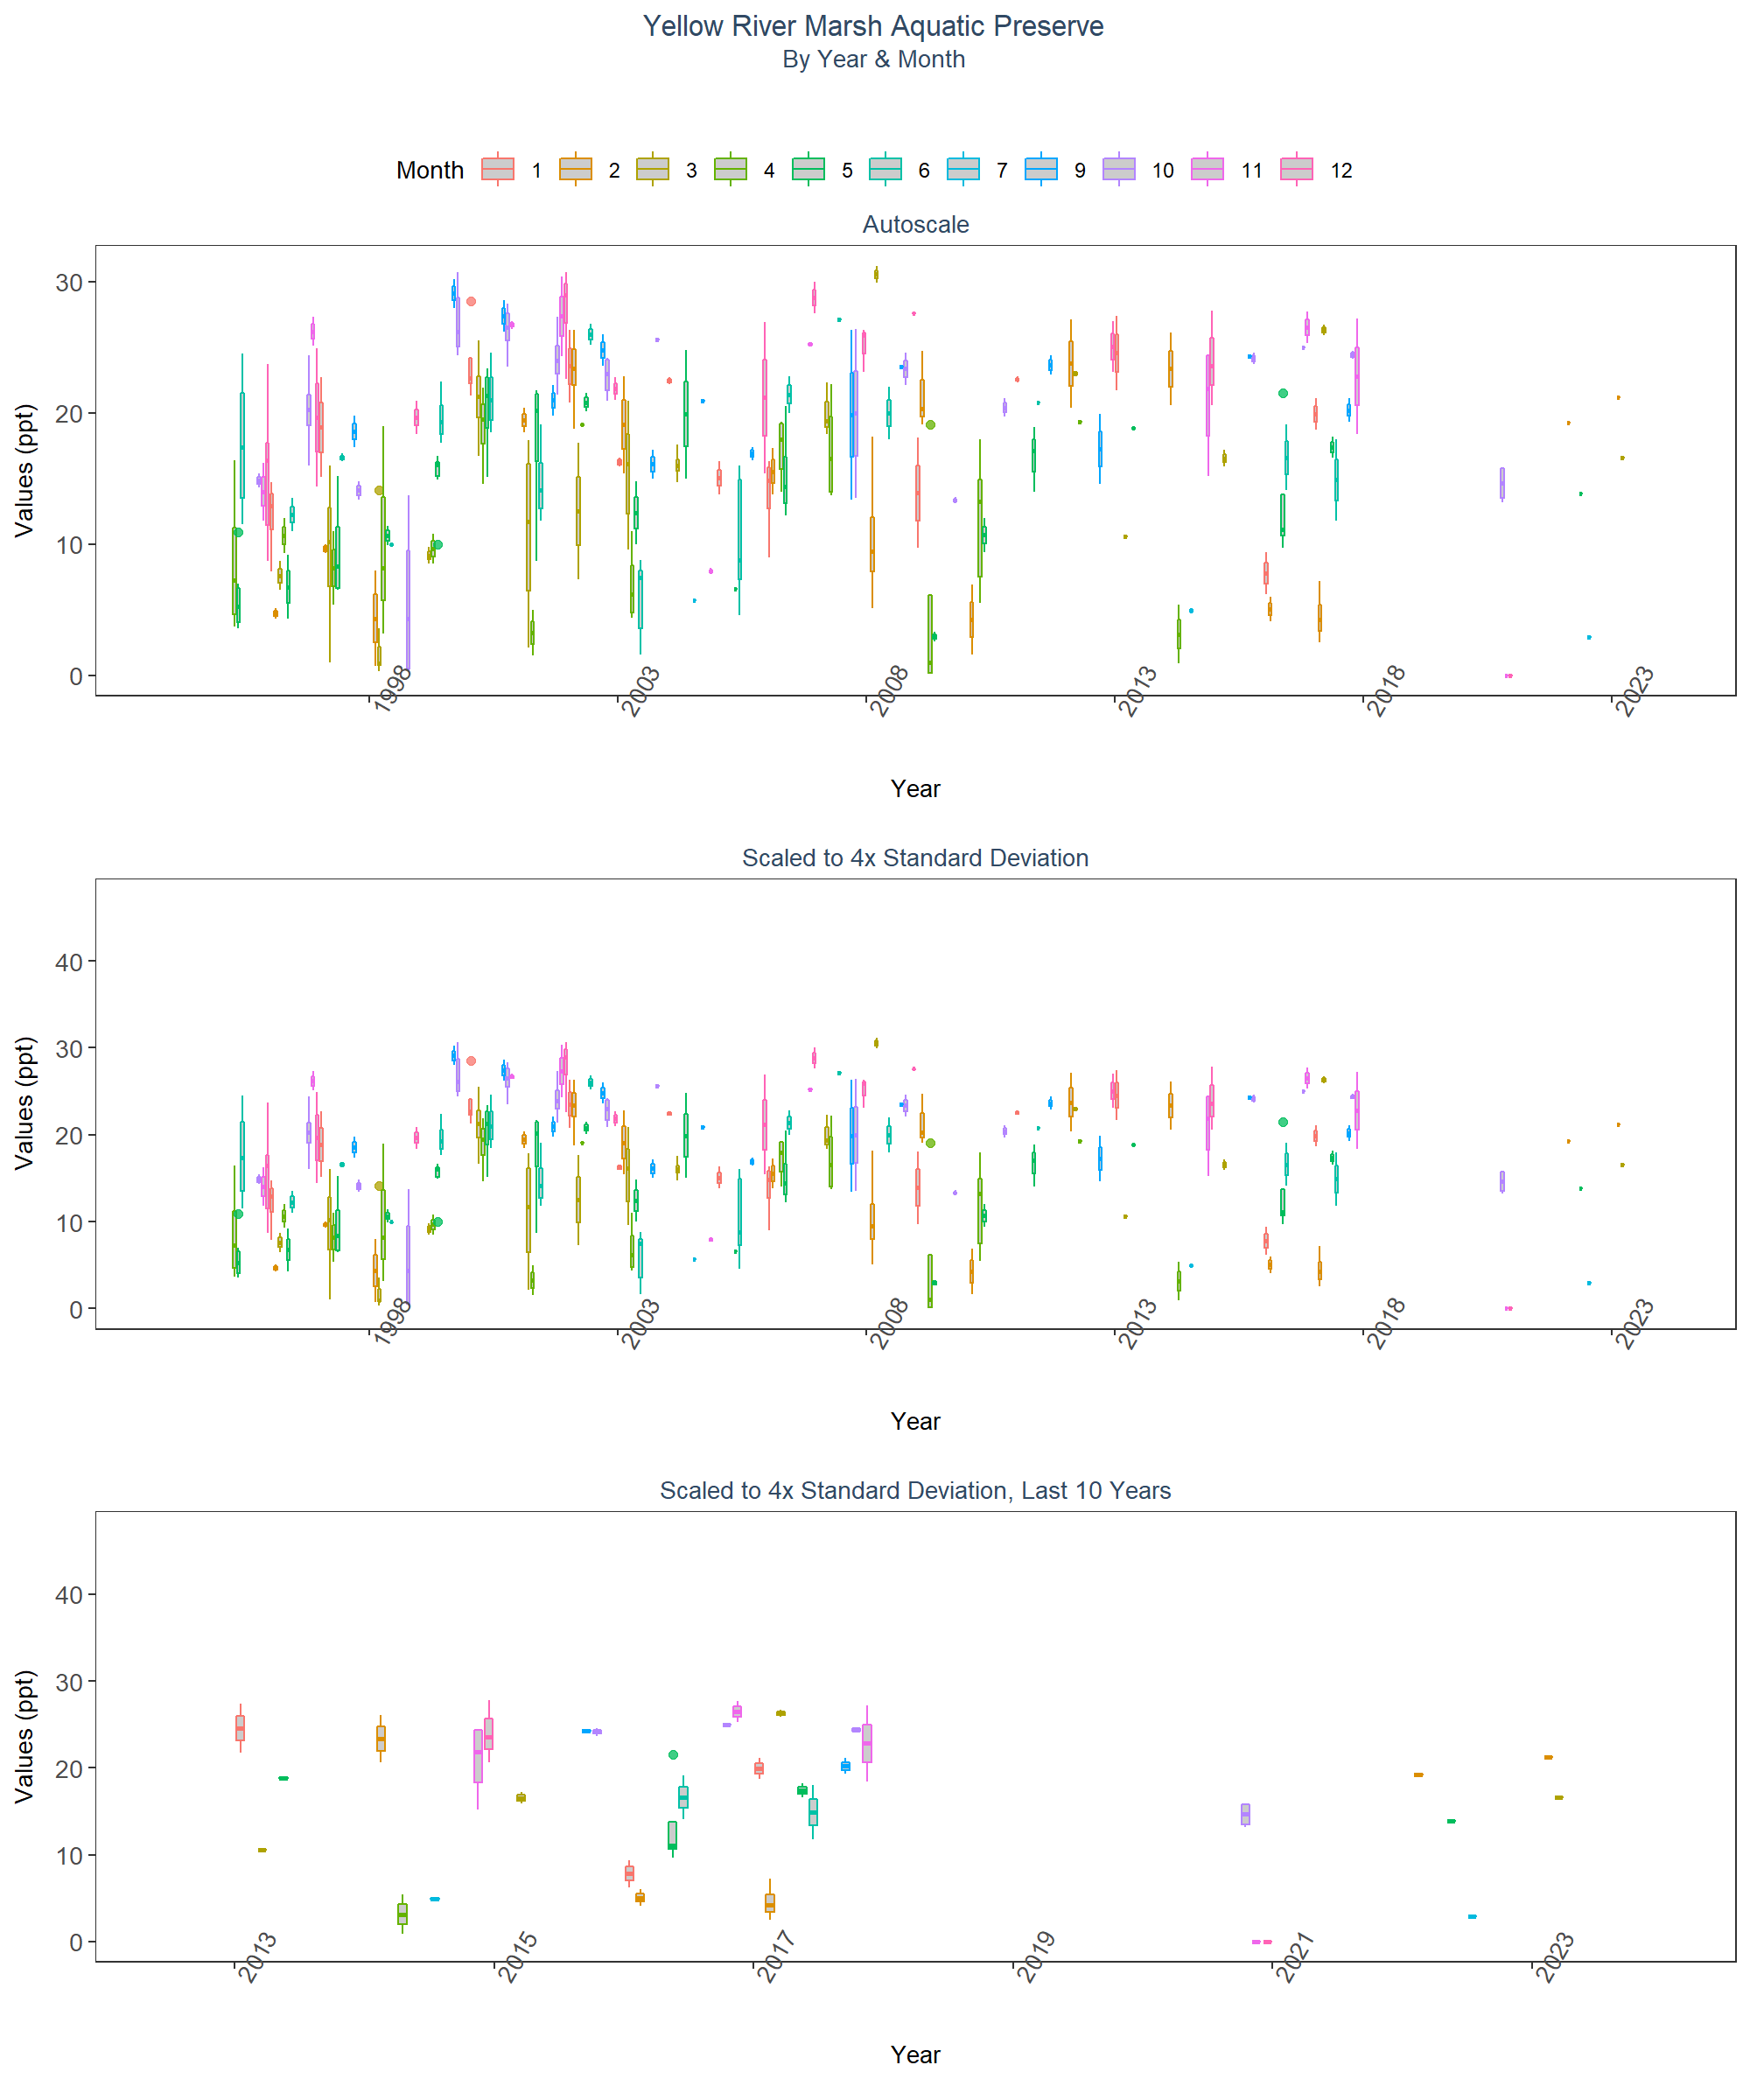 Yellow River Marsh Aquatic Preserve
By Year & Month
Month 1 2 3 4 5 6 7 9 10 11 12
Autoscale
Values (ppt)
30
20
10
0
1998 2003 2008 2013 2018 2023
Year
Scaled to 4x Standard Deviation
Values (ppt)
40
30
20
10
0
1998 2003 2008 2013 2018 2023
Year
Scaled to 4x Standard Deviation, Last 10 Years
Values (ppt)
40
30
20
10
0
2013 2015 2017 2019 2021 2023
Year